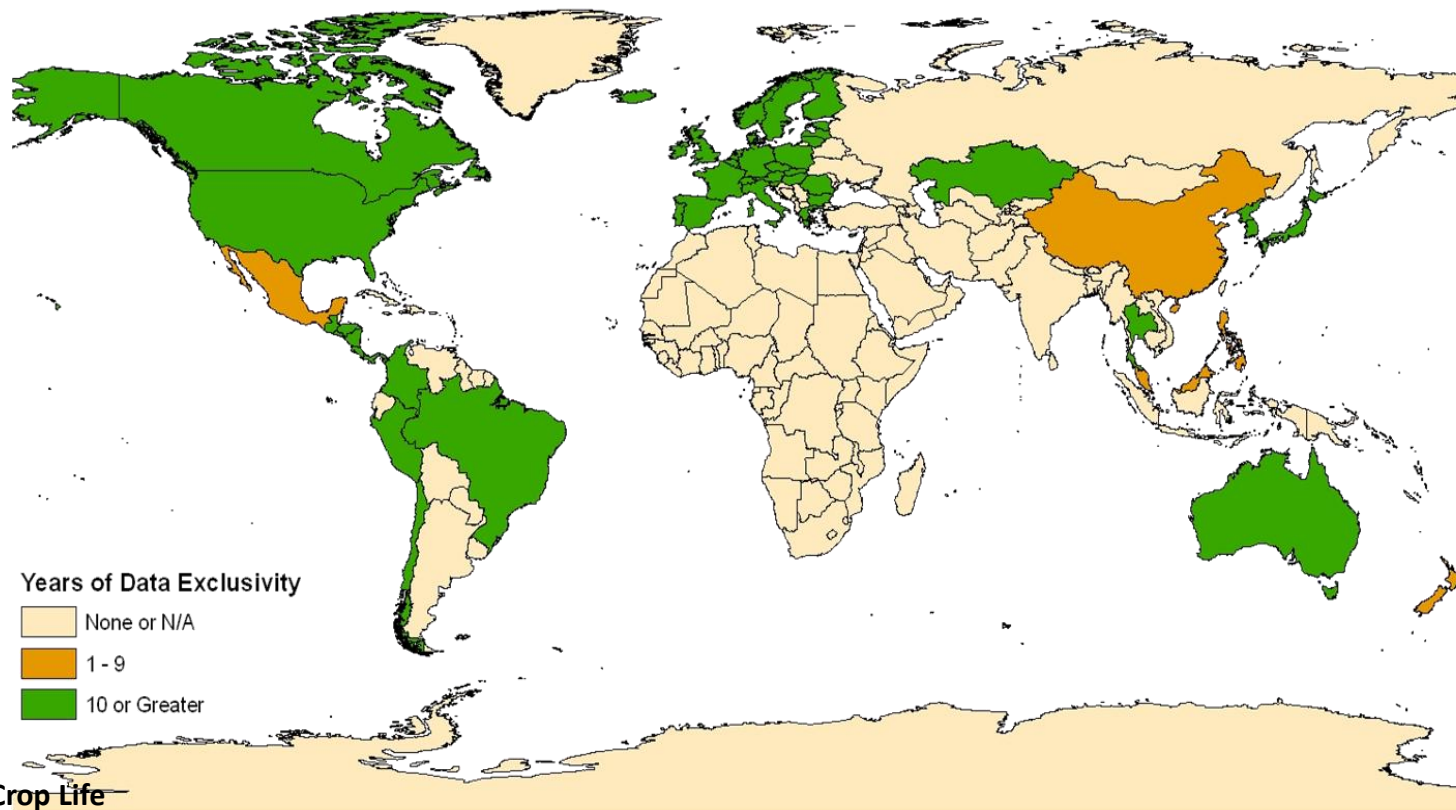 Years of Data Exclusivity
None or N/A
1 - 9
10 or Greater
Crop Life